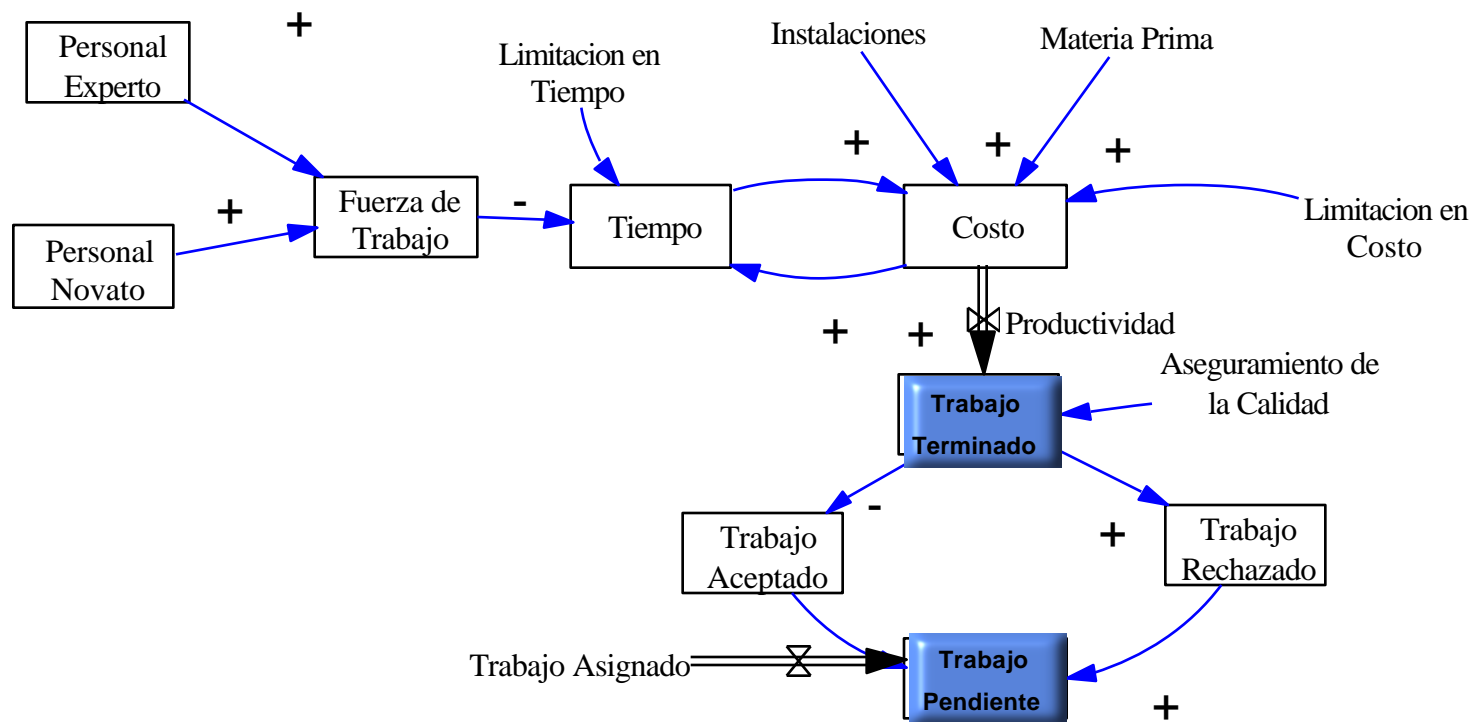 +
Personal
Experto
Limitacion en
Tiempo
Instalaciones
Materia Prima
+
+
+
+
-
Fuerza de
Trabajo
Tiempo
Costo
Limitacion en
Costo
Personal
Novato
+
+
Productividad
Aseguramiento de
la Calidad
Trabajo
Terminado
-
+
Trabajo
Aceptado
Trabajo
Rechazado
Trabajo Asignado
Trabajo
Pendiente
+